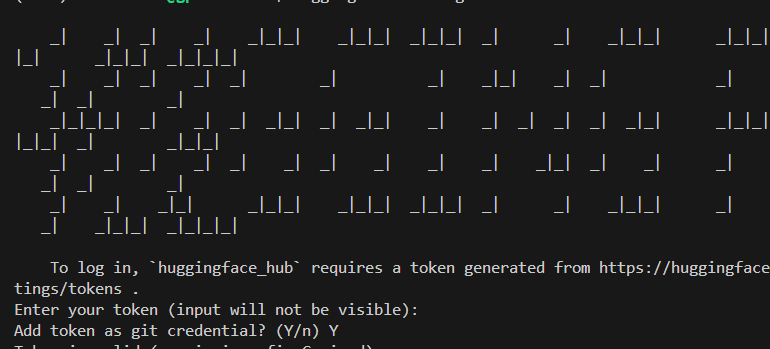 _|    _|  _|    _|    _|_|_|    _|_|_|  _|_|_|  _|      _|    _|_|_|      _|_|_|
|_|      _|_|_|  _|_|_|_|
_|    _|  _|    _|  _|        _|          _|    _|_|    _|  _|            _|
_|  _|        _|
_|_|_|_|  _|    _|  _|  _|_|  _|  _|_|    _|    _|  _|  _|  _|  _|_|      _|_|_|
|_|_|  _|        _|_|_|
_|    _|  _|    _|  _|    _|  _|    _|    _|    _|    _|_|  _|    _|      _|
_|  _|        _|
_|    _|    _|_|      _|_|_|    _|_|_|  _|_|_|  _|      _|    _|_|_|      _|
_|    _|_|_|  _|_|_|_|
To log in, `huggingface_hub` requires a token generated from https://huggingface
tings/tokens .
Enter your token (input will not be visible):
Add token as git credential? (Y/n) Y